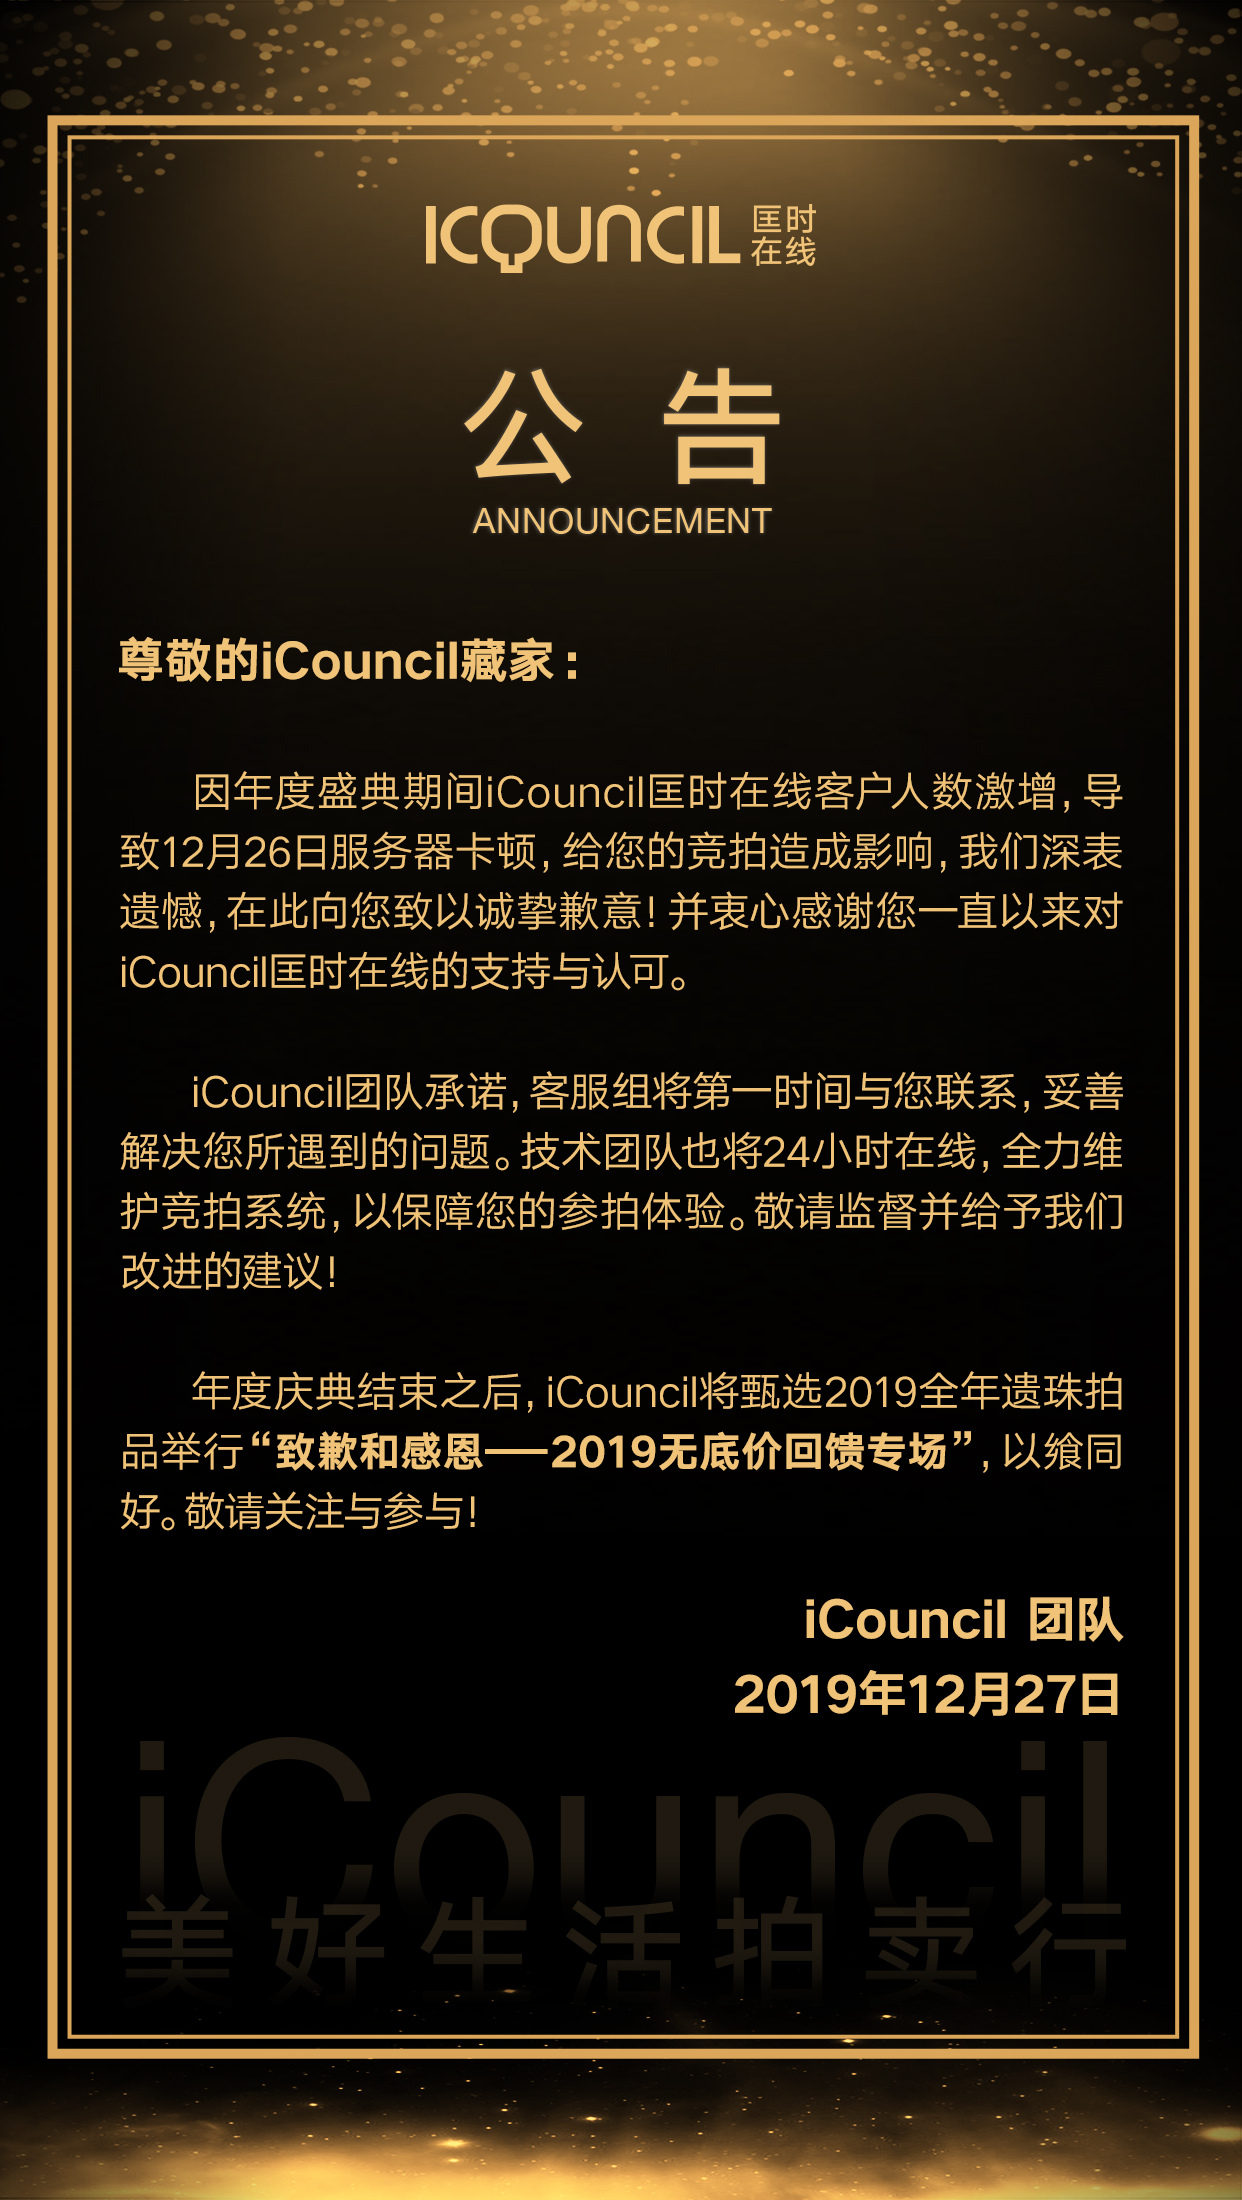 ICOUNCIL 匡时
在线
公告
ANNOUNCEMENT
尊敬的iCouncil藏家：
因年度盛典期间iCouncil匡时在线客户人数激增，导
致12月26日服务器卡顿，给您的竞拍造成影响，我们深表
遗憾，在此向您致以诚挚歉意！并衷心感谢您一直以来对
iCouncil匡时在线的支持与认可。
iCouncil团队承诺，客服组将第一时间与您联系，妥善
解决您所遇到的问题。技术团队也将24小时在线，全力维
护竞拍系统，以保障您的参拍体验。敬请监督并给予我们
改进的建议！
年度庆典结束之后，iCouncil将甄选2019全年遗珠拍
品举行“致歉和感恩——2019无底价回馈专场”，以飨同
好。敬请关注与参与！
iCouncil 团队
2019年12月27日
iCouncil
美好生活拍卖行